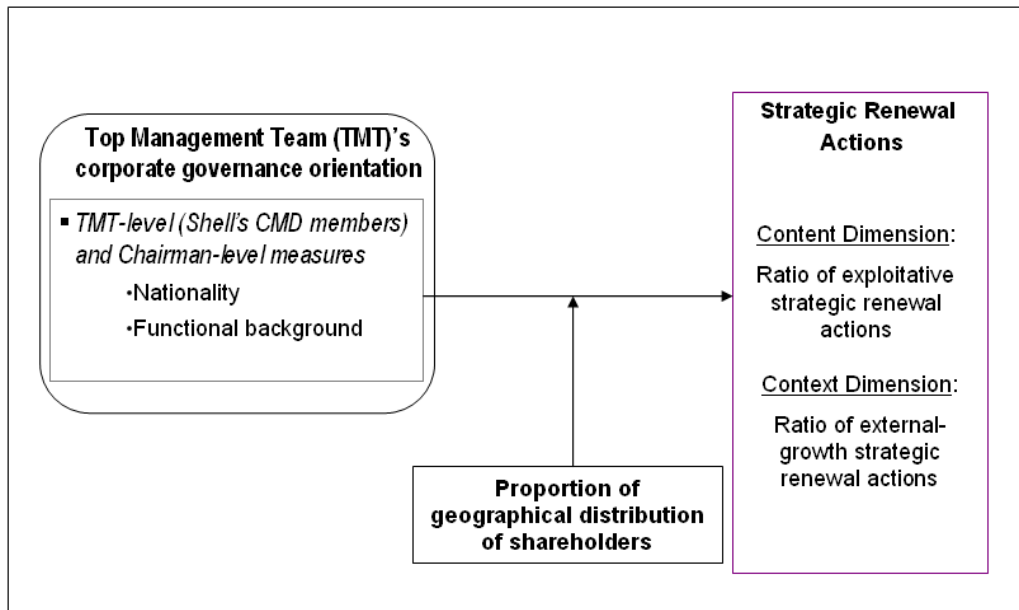 Top Management Team (TMT)'s
corporate governance orientation
▪ TMT-level (Shell's CMD members)
and Chairman-level measures
•Nationality
•Functional background
Proportion of
geographical distribution
of shareholders
Strategic Renewal
Actions
Content Dimension:
Ratio of exploitative
strategic renewal
actions
Context Dimension:
Ratio of external-
growth strategic
renewal actions